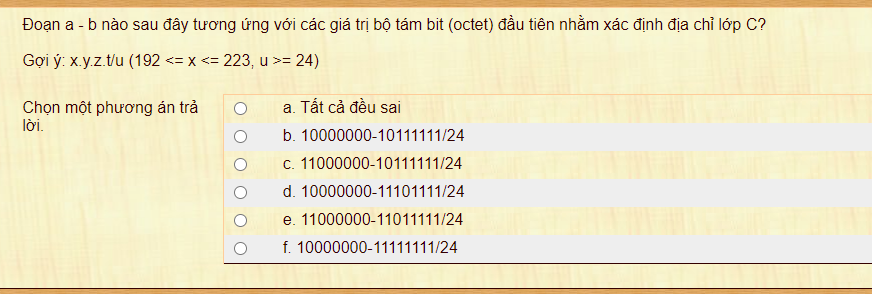 Đoạn a - b nào sau đây tương ứng với các giá trị bộ tám bit (octet) đầu tiên nhằm xác định địa chỉ lớp C?
Gợi ý: x.y.z.t/u (192 <= x <= 223, u >= 24)
Chọn một phương án trả
lời.
a. Tất cả đều sai
b. 10000000-10111111/24
c. 11000000-10111111/24
d. 10000000-11101111/24
e. 11000000-11011111/24
f. 10000000-11111111/24